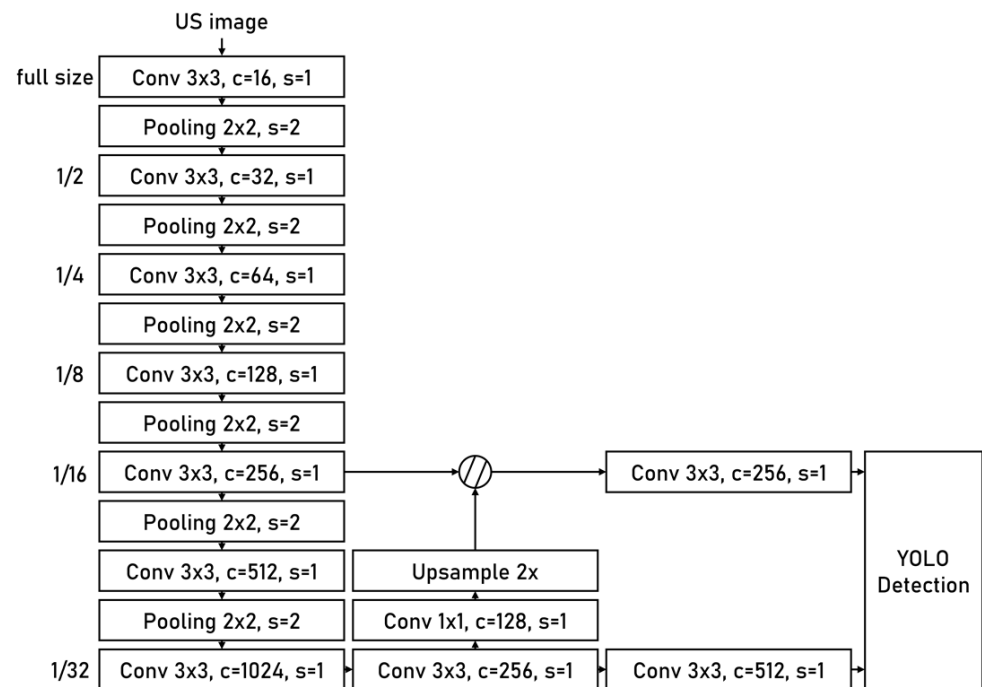 US image
full size
Conv 3x3, c=16, s=1
Pooling 2x2, s=2
1/2
Conv 3x3, c=32, s=1
Pooling 2x2, s=2
1/4
Conv 3x3, c=64, s=1
Pooling 2x2, s=2
1/8
Conv 3x3, c=128, s=1
Pooling 2x2, s=2
1/16
Conv 3x3, c=256, s=1
Conv 3x3, c=256, s=1
Pooling 2x2, s=2
Conv 3x3, c=512, s=1
Upsample 2x
YOLO
Detection
Pooling 2x2, s=2
Conv 1x1, c=128, s=1
1/32
Conv 3x3, c=1024, s=1
Conv 3x3, c=256, s=1
Conv 3x3, c=512, s=1